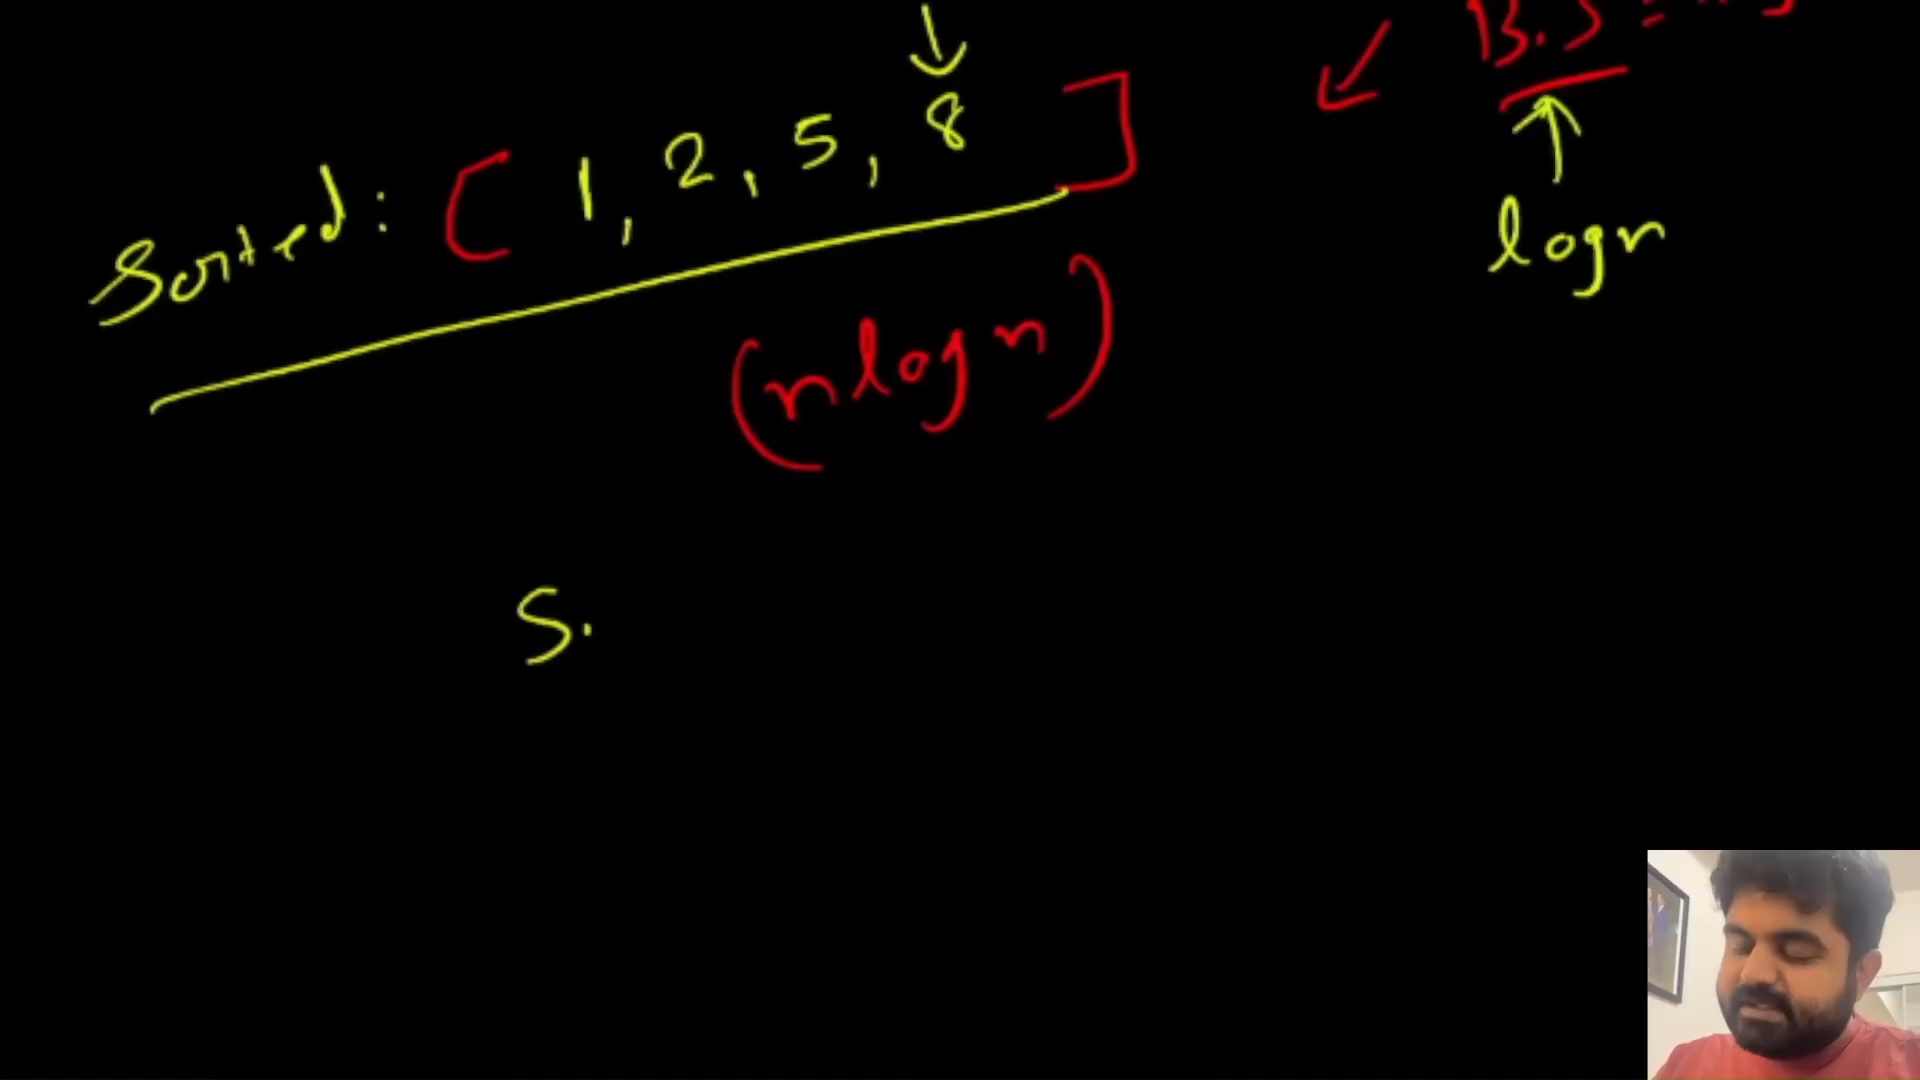 B.S
Sorted: [ 1, 2, 5, 8 ]
logn
(nlogn)
S.